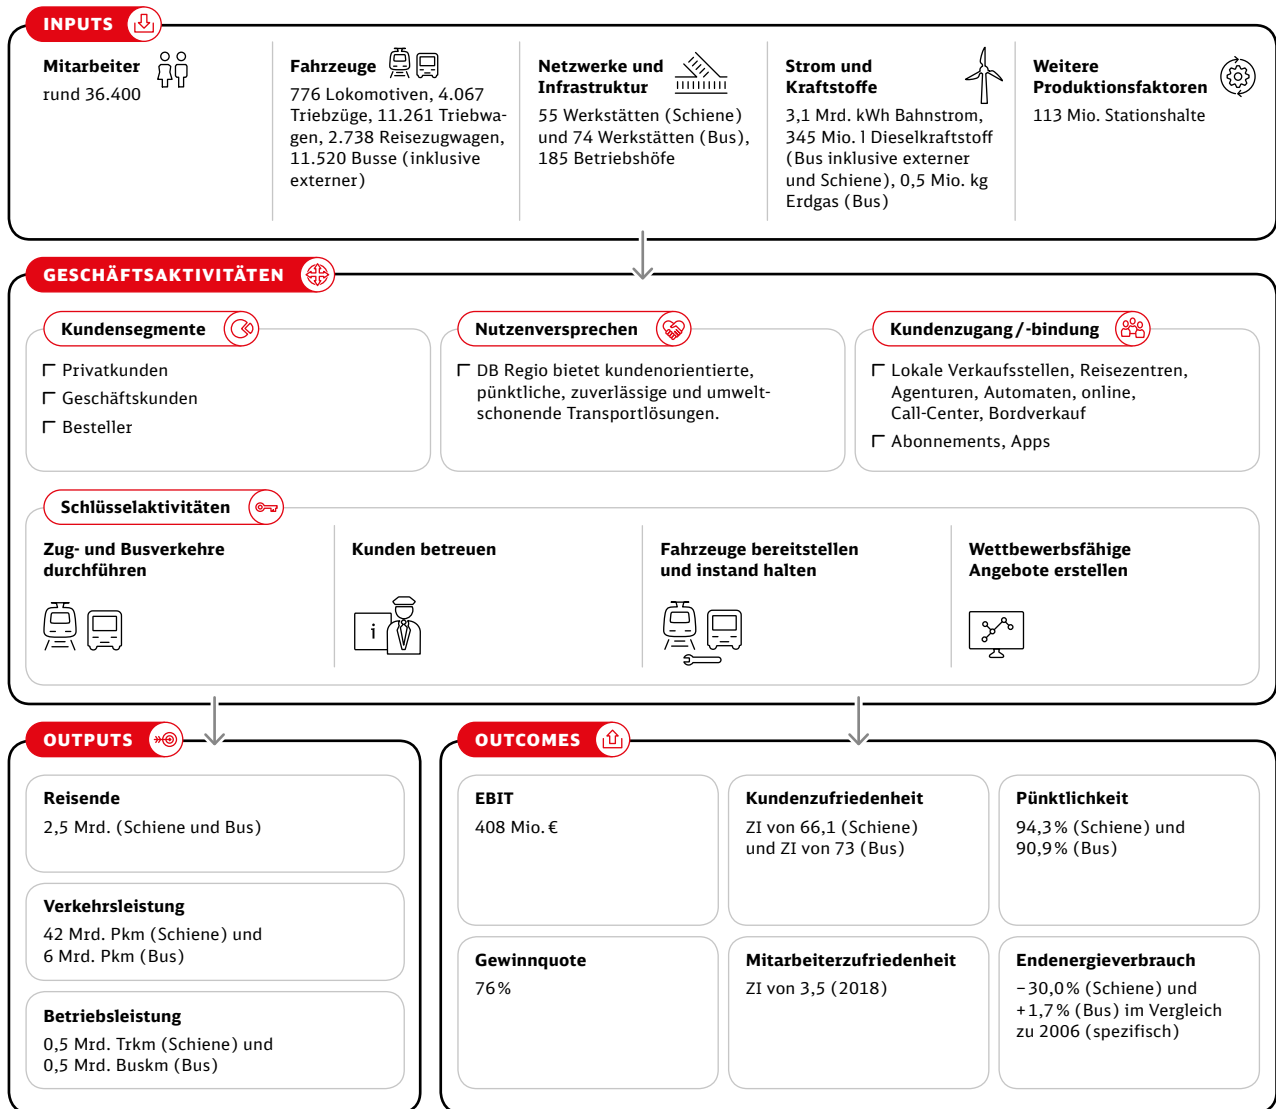 INPUTS
Mitarbeiter
rund 36.400
Fahrzeuge
776 Lokomotiven, 4.067
Triebzüge, 11.261 Triebwa-
gen, 2.738 Reisezugwagen,
11.520 Busse (inklusive
externer)
Netzwerke und
Infrastruktur
55 Werkstätten (Schiene)
und 74 Werkstätten (Bus),
185 Betriebshöfe
Strom und
Kraftstoffe
3,1 Mrd. kWh Bahnstrom,
345 Mio. l Dieselkraftstoff
(Bus inklusive externer
und Schiene), 0,5 Mio. kg
Erdgas (Bus)
Weitere
Produktionsfaktoren
113 Mio. Stationshalte
GESCHÄFTSAKTIVITÄTEN
Kundensegmente
Privatkunden
Geschäftskunden
Besteller
Nutzenversprechen
DB Regio bietet kundenorientierte,
pünktliche, zuverlässige und umwelt-
schonende Transportlösungen.
Kundenzugang/-bindung
Lokale Verkaufsstellen, Reisezentren,
Agenturen, Automaten, online,
Call-Center, Bordverkauf
Abonnements, Apps
Schlüsselaktivitäten
Zug- und Busverkehre
durchführen
Kunden betreuen
i
Fahrzeuge bereitstellen
und instand halten
Wettbewerbsfähige
Angebote erstellen
OUTPUTS
Reisende
2,5 Mrd. (Schiene und Bus)
Verkehrsleistung
42 Mrd. Pkm (Schiene) und
6 Mrd. Pkm (Bus)
Betriebsleistung
0,5 Mrd. Trkm (Schiene) und
0,5 Mrd. Buskm (Bus)
OUTCOMES
EBIT
408 Mio. €
Kundenzufriedenheit
ZI von 66,1 (Schiene)
und ZI von 73 (Bus)
Pünktlichkeit
94,3% (Schiene) und
90,9% (Bus)
Gewinnquote
76%
Mitarbeiterzufriedenheit
ZI von 3,5 (2018)
Endenergieverbrauch
–30,0% (Schiene) und
+1,7% (Bus) im Vergleich
zu 2006 (spezifisch)